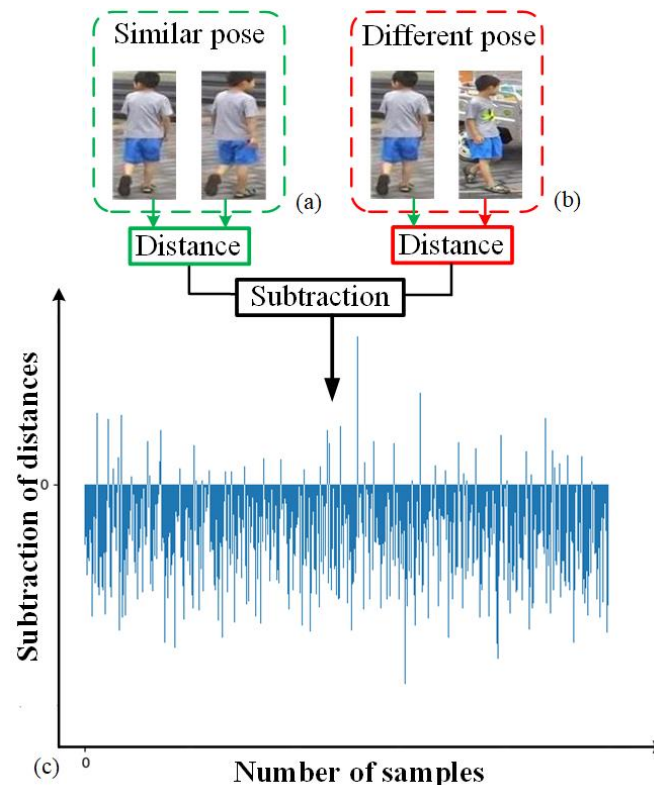 Similar pose
Different pose
(a)
(b)
Distance
Distance
Subtraction
Subtraction of distances
0
0
(c)
Number of samples